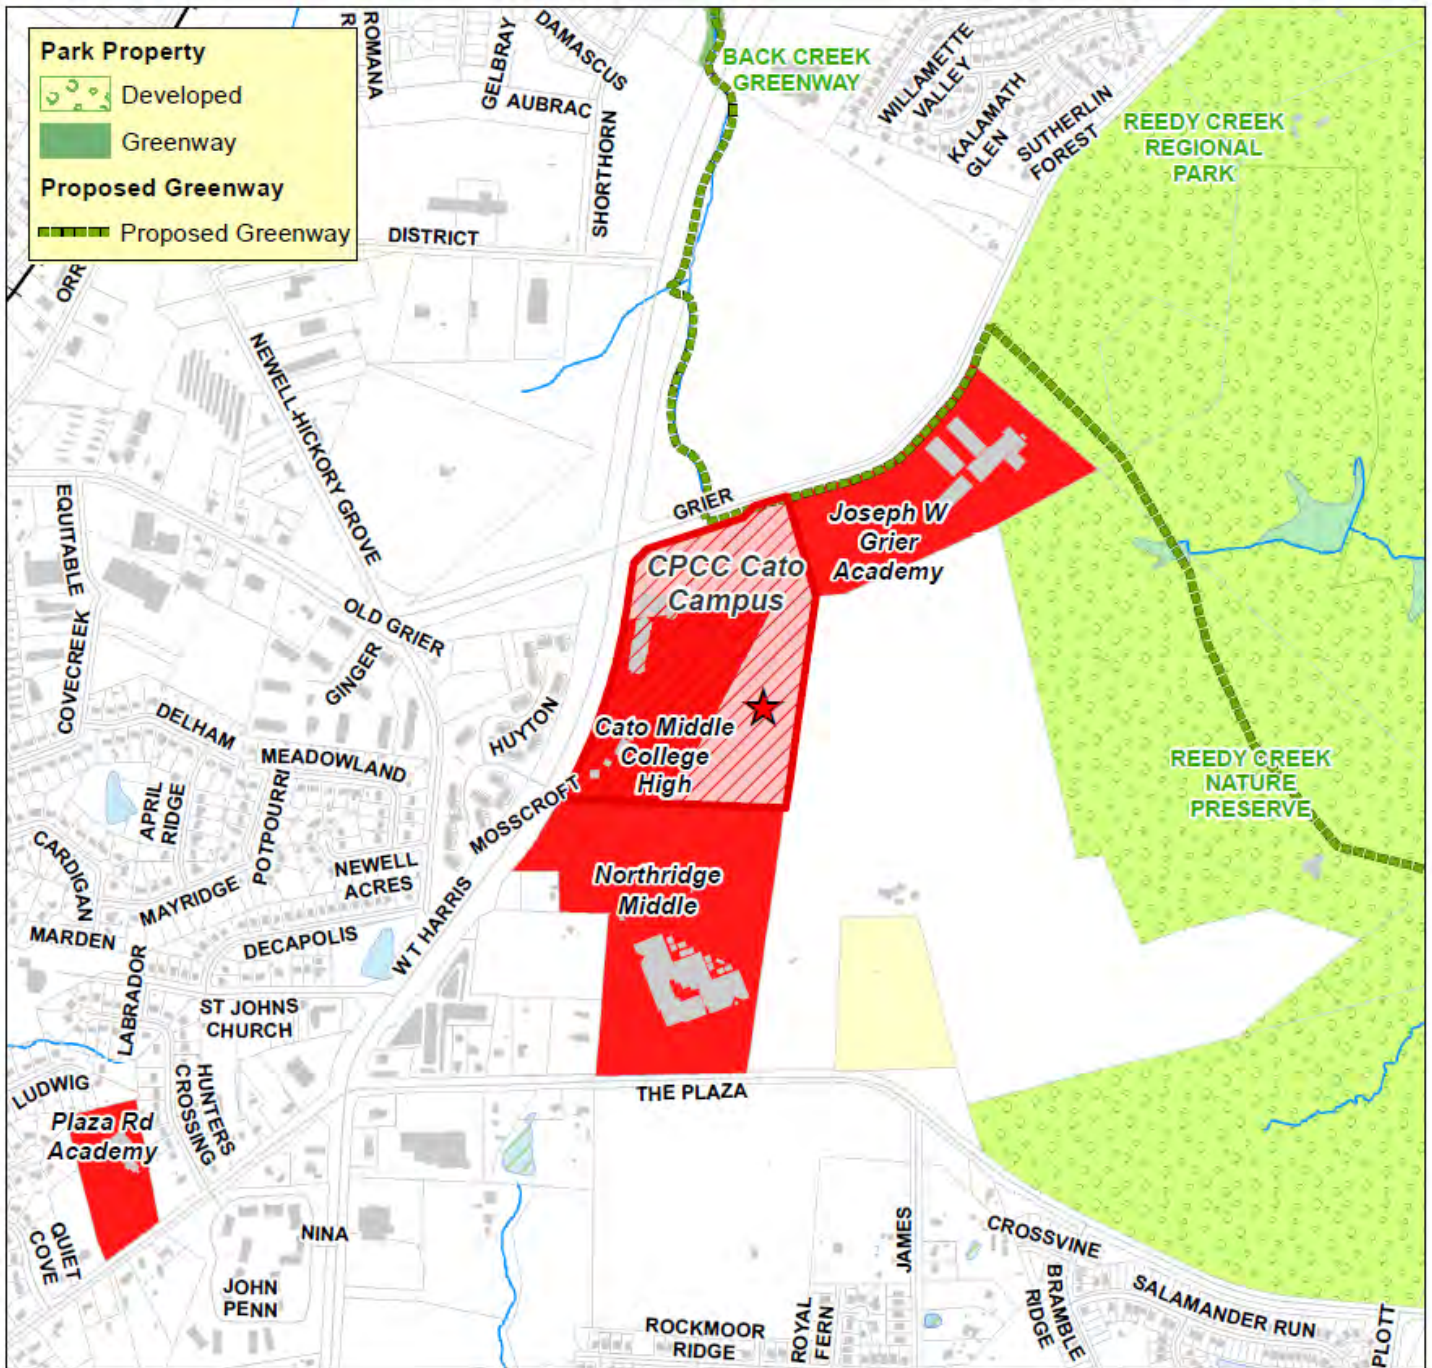 Park Property
Developed
Greenway
Proposed Greenway
Proposed Greenway
ROMANA
R
GELBRAY
DAMASCUS
AUBRAC
SHORTHORN
DISTRICT
ORR
BACK CREEK
GREENWAY
WILLAMETTE
VALLEY
KALAMATH
GLEN
SUTHERLIN
FOREST
REEDY CREEK
REGIONAL
PARK
NEWELL-HICKORY GROVE
EQUITABLE
COVECREEK
OLD GRIER
GINGER
GRIER
Joseph W
Grier
Academy
CPCC Cato
Campus
Cato Middle
College
High
HUYTON
MOSSCROFT
DELHAM
MEADOWLAND
APRIL
RIDGE
POTPOURRI
CARDIGAN
MAYRIDGE
NEWELL
ACRES
MARDEN
DECAPOLIS
W T HARRIS
Northridge
Middle
REEDY CREEK
NATURE
PRESERVE
LABRADOR
ST JOHNS
CHURCH
LUDWIG
HUNTERS
CROSSING
Plaza Rd
Academy
THE PLAZA
QUIET
COVE
NINA
JOHN
PENN
JAMES
CROSSVINE
BRAMBLE
RIDGE
SALAMANDER RUN
ROCKMOOR
RIDGE
ROYAL
FERN
PLOTT